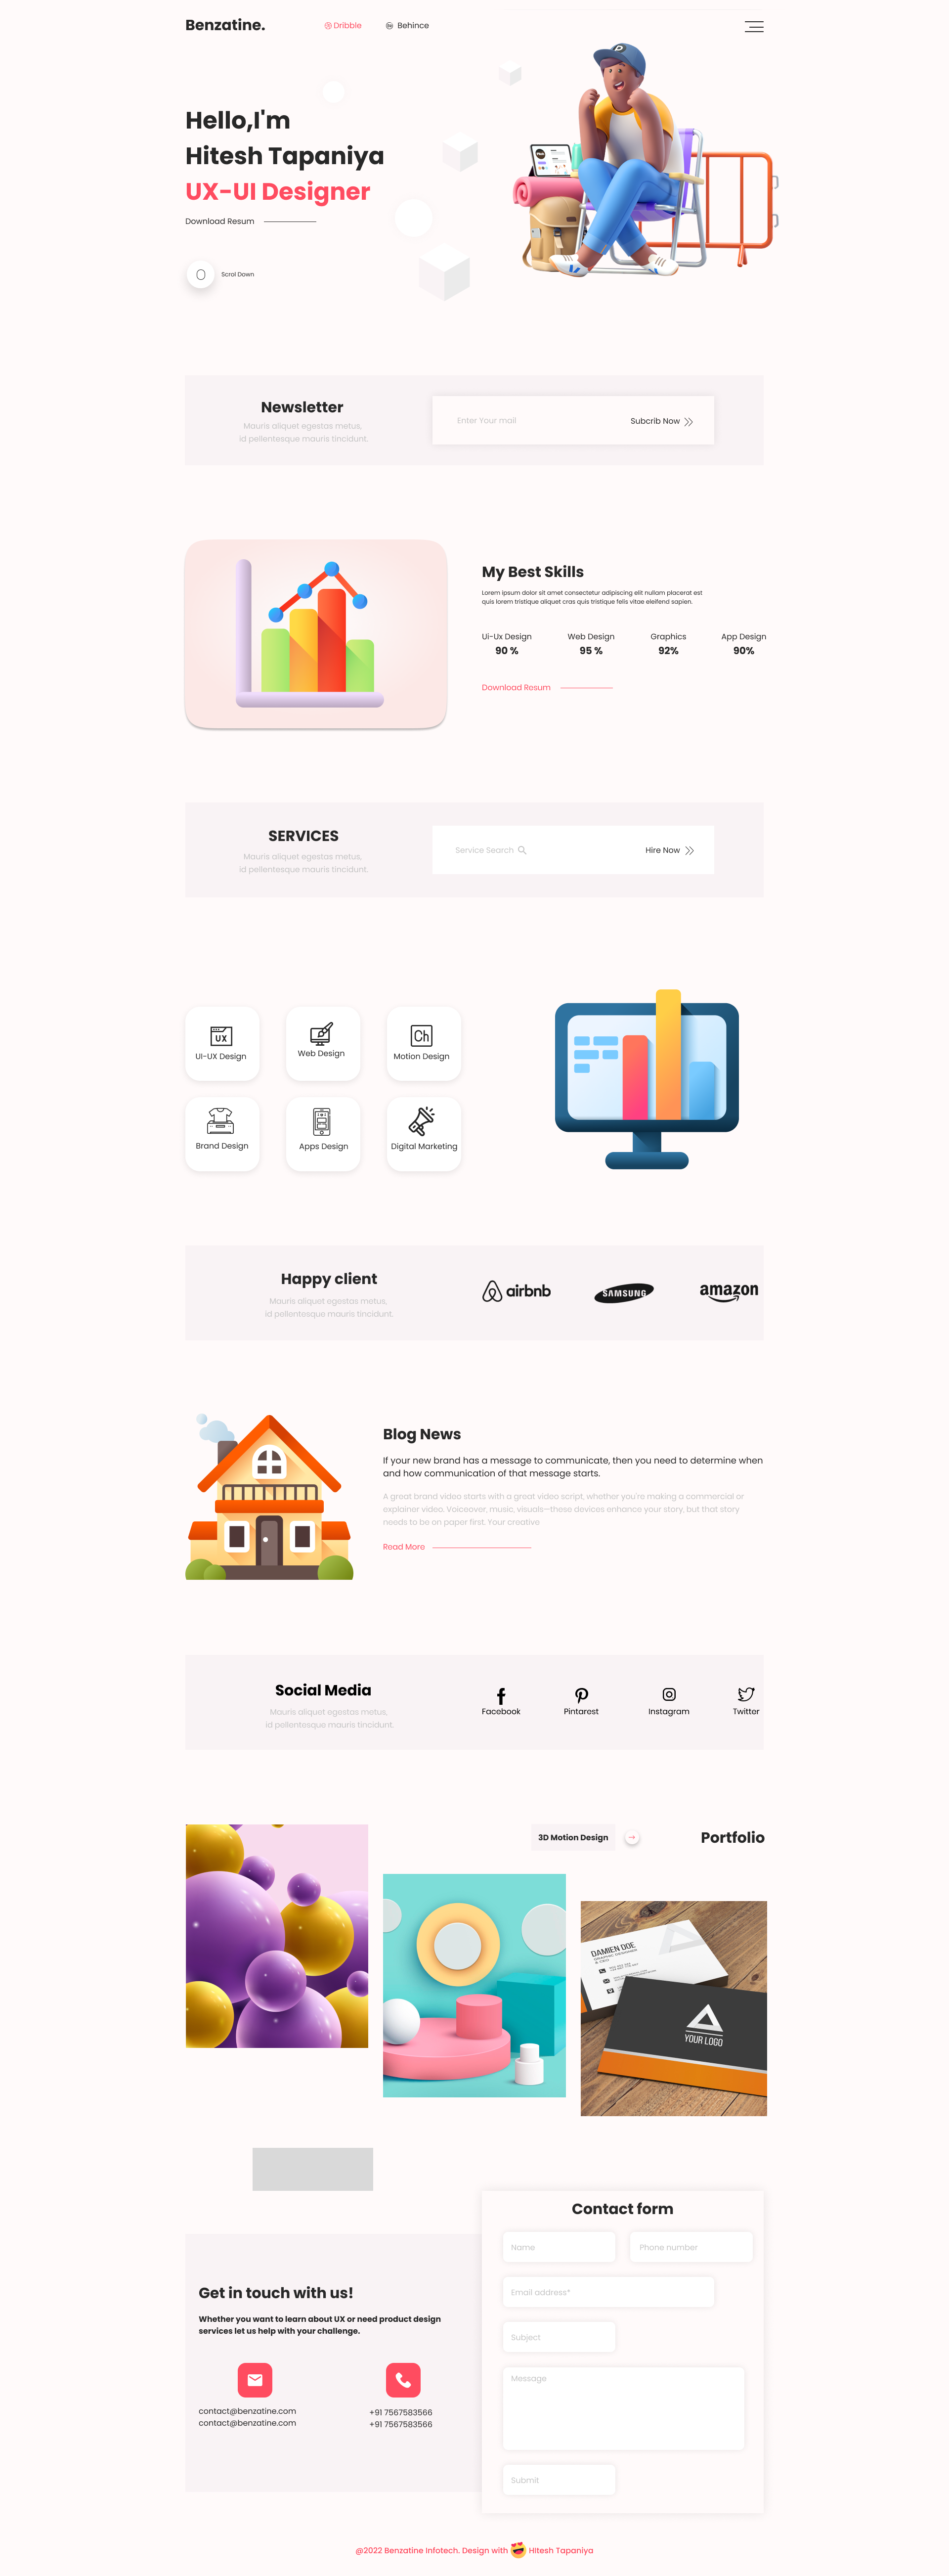 Benzatine.
Dribble
Behince
Hello,I'm
Hitesh Tapaniya
UX-UI Designer
Download Resum
Scrol Down
Newsletter
Mauris aliquet egestas metus,
id pellentesque mauris tincidunt.
Enter Your mail
Subcrib Now
My Best Skills
Lorem ipsum dolor sit amet consectetur adipiscing elit nullam placerat est
quis lorem tristique aliquet cras quis tristique felis vitae eleifend sapien.
Ui-Ux Design
90 %
Web Design
95 %
Graphics
92%
App Design
90%
Download Resum
SERVICES
Mauris aliquet egestas metus,
id pellentesque mauris tincidunt.
Service Search
Hire Now
UX
UI-UX Design
Web Design
Ch
Motion Design
Brand Design
Apps Design
Digital Marketing
Happy client
Mauris aliquet egestas metus,
id pellentesque mauris tincidunt.
airbnb
SAMSUNG
amazon
Blog News
If your new brand has a message to communicate, then you need to determine when
and how communication of that message starts.
A great brand video starts with a great video script. whether you're making a commercial or
explainer video. Voiceover, music, visuals—those devices enhance your story, but that story
needs to be on paper first. Your creative
Read More
Social Media
Mauris aliquet egestas metus,
id pellentesque mauris tincidunt.
Facebook
Pintarest
Instagram
Twittor
3D Motion Design
Portfolio
DAMIEN DOE
GRAPHIC DESIGNER
& CEO
YOUR LOGO
Contact form
Name
Phone number
Email address*
Subject
Message
Submit
Get in touch with us!
Whether you want to learn about UX or need product design
services let us help with your challenge.
contact@benzatine.com
contact@benzatine.com
+91 7567583566
+91 7567583566
@2022 Benzatine Infotech. Design with HItesh Tapaniya